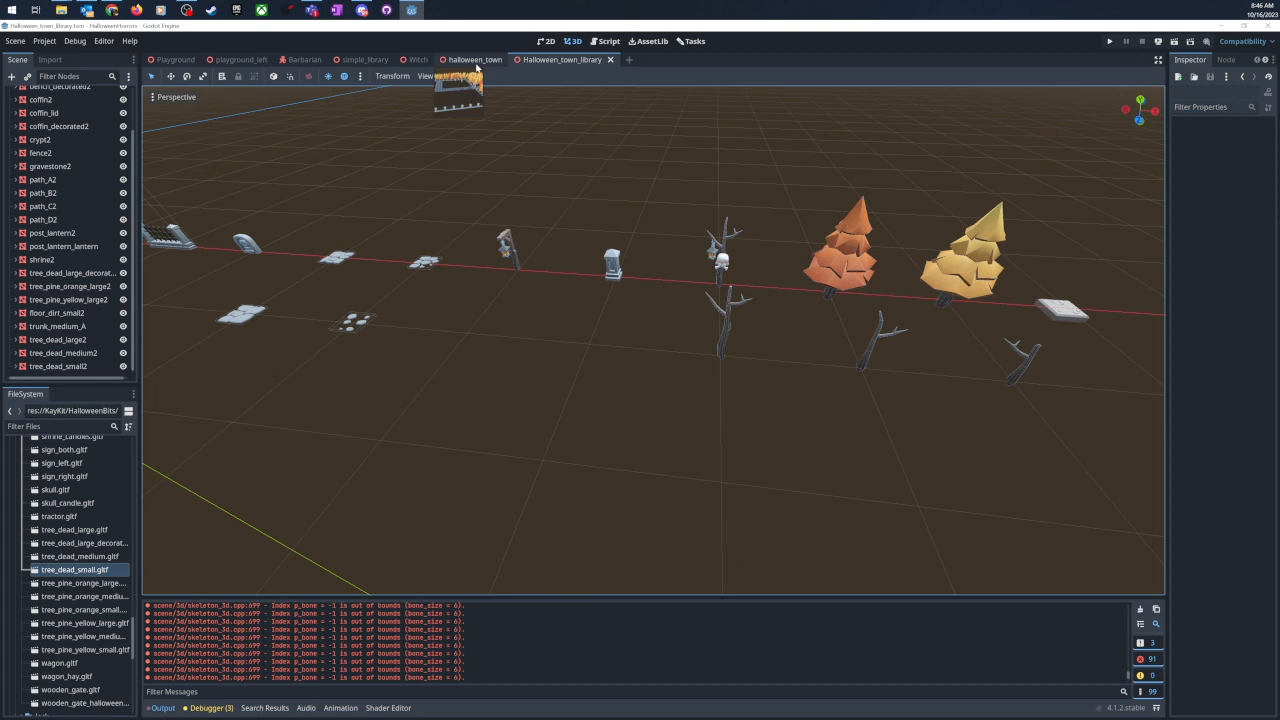 8:46 AM
10/16/2023
Halloween_town_library.tscn - HalloweenHorrors - Godot Engine
Scene Project Debug Editor Help
2D 3D Script AssetLib Tasks
Compatibility
Scene Import
Playground playground_left Barbarian simple_library Witch halloween_town Halloween_town_library
Inspector Node
Filter Nodes
Transform View
Perspective
Filter Properties
bench_decorated2
coffin2
coffin_lid
coffin_decorated2
crypt2
fence2
gravestone2
path_A2
path_B2
path_C2
path_D2
post_lantern2
post_lantern_lantern
shrine2
tree_dead_large_decorat...
tree_pine_orange_large2
tree_pine_yellow_large2
floor_dirt_small2
trunk_medium_A
tree_dead_large2
tree_dead_medium2
tree_dead_small2
FileSystem
res://KayKit/HalloweenBits/
Filter Files
shrine_candles.gltf
sign_both.gltf
sign_left.gltf
sign_right.gltf
skull.gltf
skull_candle.gltf
tractor.gltf
tree_dead_large.gltf
tree_dead_large_decorat...
tree_dead_medium.gltf
tree_dead_small.gltf
tree_pine_orange_large....
tree_pine_orange_mediu...
tree_pine_orange_small....
tree_pine_yellow_large.gltf
tree_pine_yellow_mediu...
tree_pine_yellow_small.gltf
wagon.gltf
wagon_hay.gltf
wooden_gate.gltf
wooden_gate_halloween...
scene/3d/skeleton_3d.cpp:699 - Index p_bone = -1 is out of bounds (bone_size = 6).
scene/3d/skeleton_3d.cpp:699 - Index p_bone = -1 is out of bounds (bone_size = 6).
scene/3d/skeleton_3d.cpp:699 - Index p_bone = -1 is out of bounds (bone_size = 6).
scene/3d/skeleton_3d.cpp:699 - Index p_bone = -1 is out of bounds (bone_size = 6).
scene/3d/skeleton_3d.cpp:699 - Index p_bone = -1 is out of bounds (bone_size = 6).
scene/3d/skeleton_3d.cpp:699 - Index p_bone = -1 is out of bounds (bone_size = 6).
scene/3d/skeleton_3d.cpp:699 - Index p_bone = -1 is out of bounds (bone_size = 6).
scene/3d/skeleton_3d.cpp:699 - Index p_bone = -1 is out of bounds (bone_size = 6).
scene/3d/skeleton_3d.cpp:699 - Index p_bone = -1 is out of bounds (bone_size = 6).
scene/3d/skeleton_3d.cpp:699 - Index p_bone = -1 is out of bounds (bone_size = 6).
3
91
0
99
Filter Messages
Output Debugger (3) Search Results Audio Animation Shader Editor
4.1.2.stable